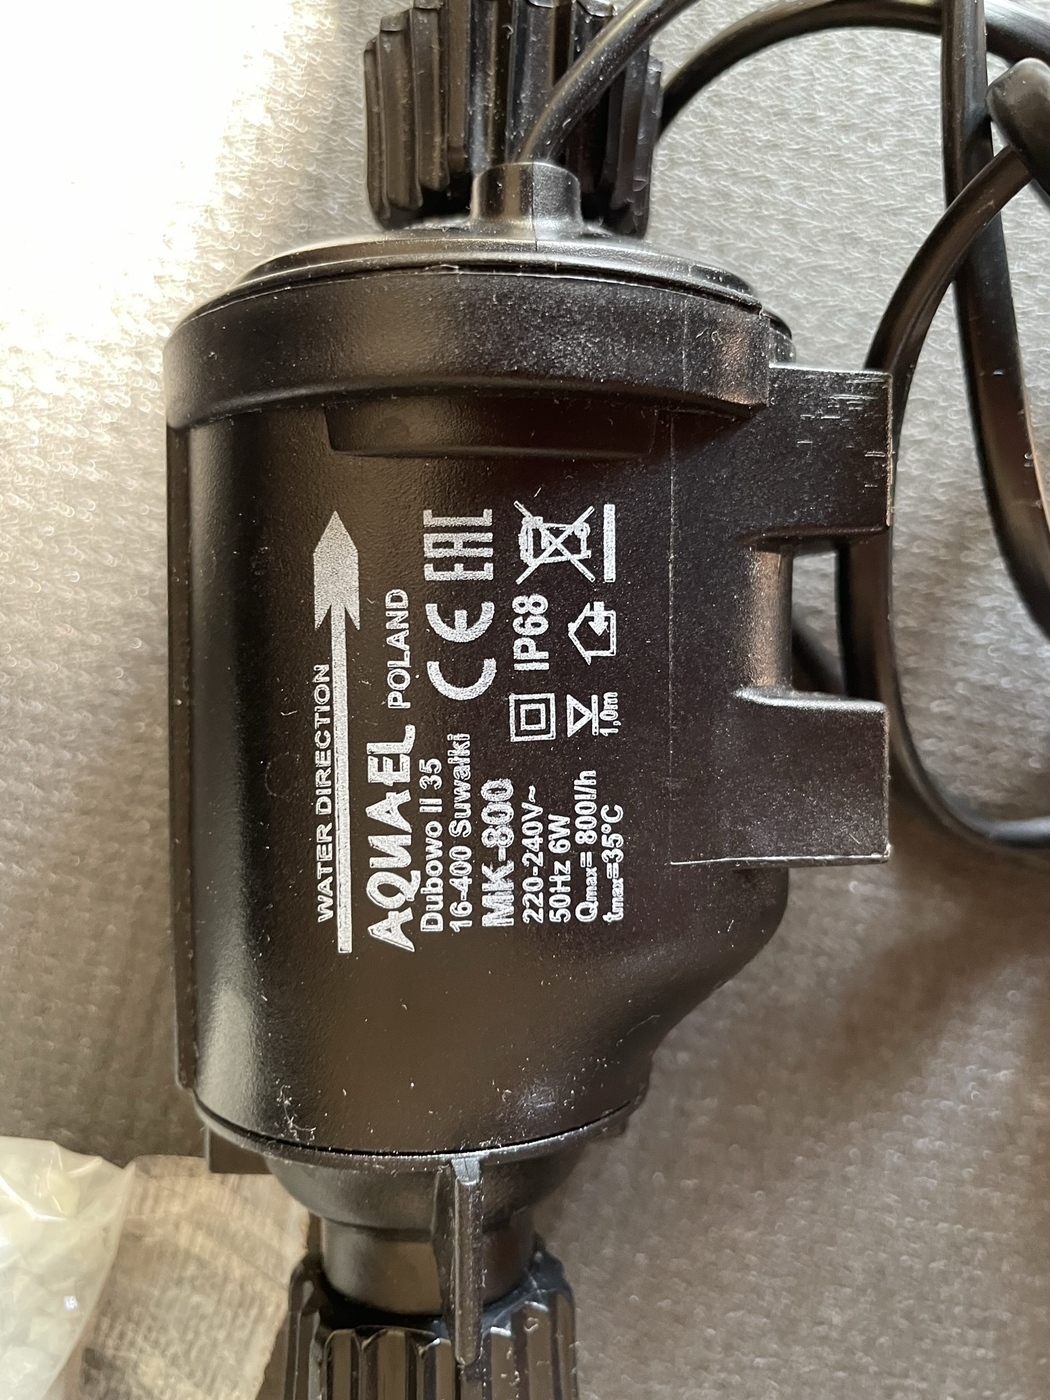 WATER DIRECTION
AQUAEL POLAND
Dubowo II 35
16-400 Suwałki
CE EAC
MK-800
220-240V~
50Hz 6W
Qmax= 800l/h
tmax=35°C
IP68
1,0m